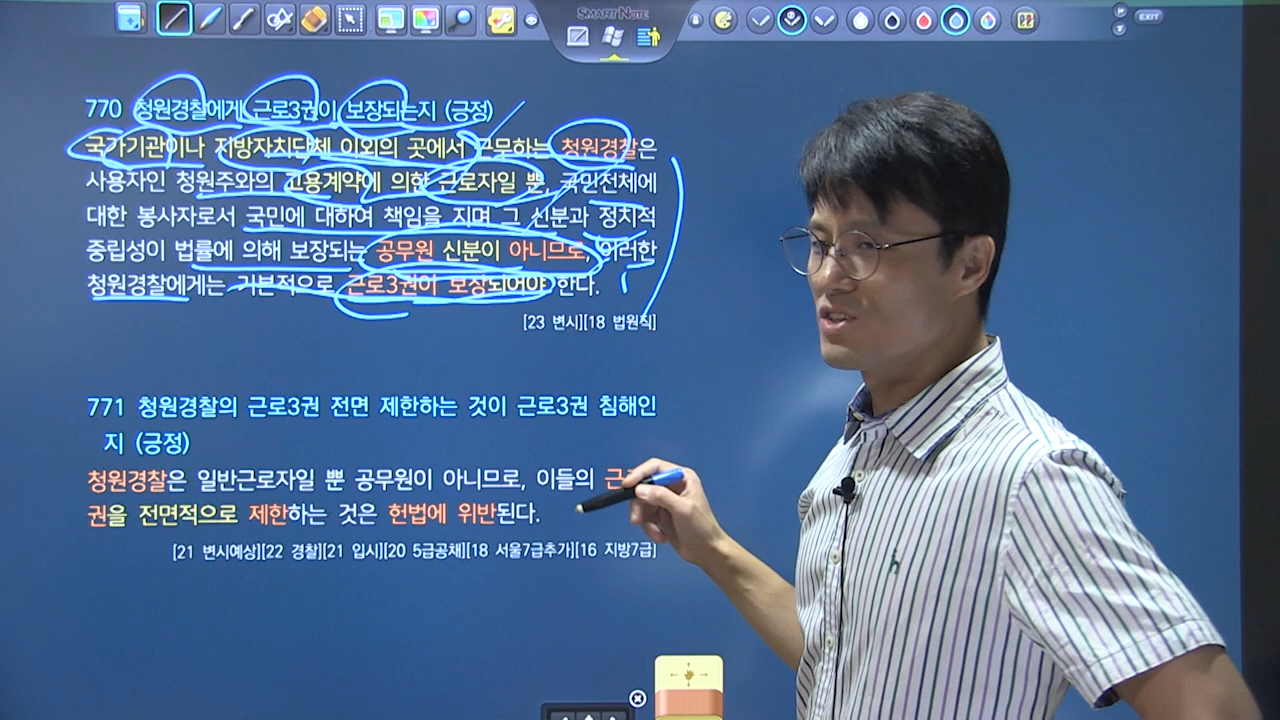 SMART NOTE
EXIT
770 청원경찰에게 근로3권이 보장되는지 (긍정)
국가기관이나 지방자치단체 이외의 곳에서 근무하는 청원경찰은
사용자인 청원주와의 고용계약에 의한 근로자일 뿐, 국민전체에
대한 봉사자로서 국민에 대하여 책임을 지며 그 신분과 정치적
중립성이 법률에 의해 보장되는 공무원 신분이 아니므로, 이러한
청원경찰에게는 기본적으로 근로3권이 보장되어야 한다.
[23 변시][18 법원직]
771 청원경찰의 근로3권 전면 제한하는 것이 근로3권 침해인
지 (긍정)
청원경찰은 일반근로자일 뿐 공무원이 아니므로, 이들의 근
권을 전면적으로 제한하는 것은 헌법에 위반된다.
[21 변시예상][22 경찰][21 입시][20 5급공채][18 서울7급추가][16 지방7급]